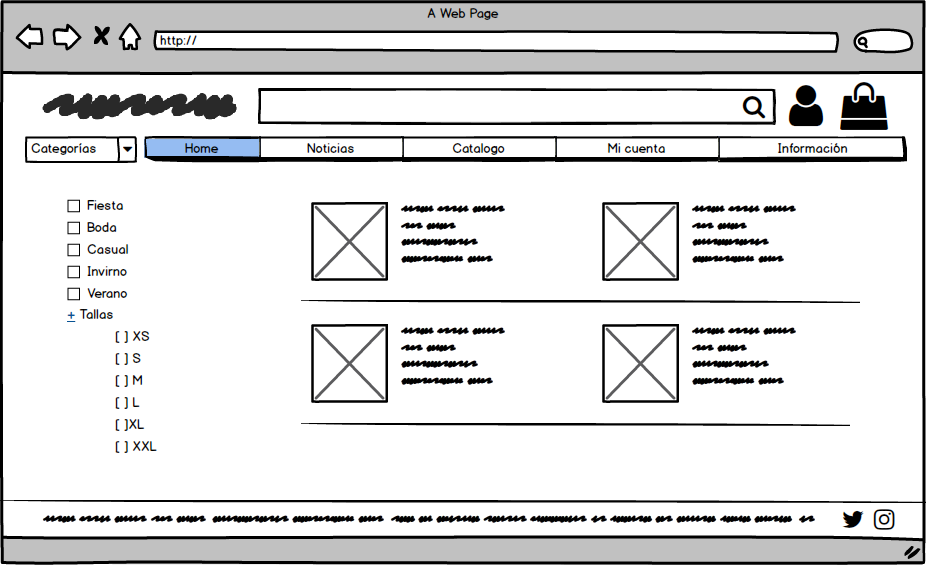 A Web Page
http://
Categorías Home Noticias Catalogo Mi cuenta Información
Fiesta
Boda
Casual
Invirno
Verano
+ Tallas
[ ] XS
[ ] S
[ ] M
[ ] L
[ ]XL
[ ] XXL